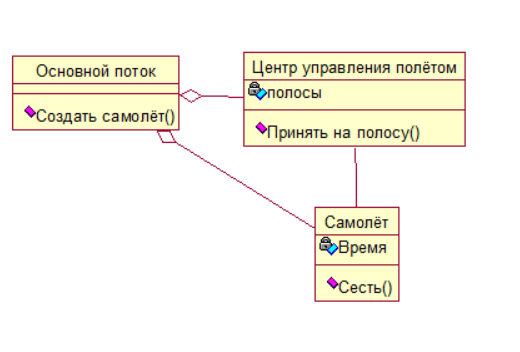 Основной поток
Создать самолёт()
Центр управления полётом
полосы
Принять на полосу()
Самолёт
Время
Сесть()